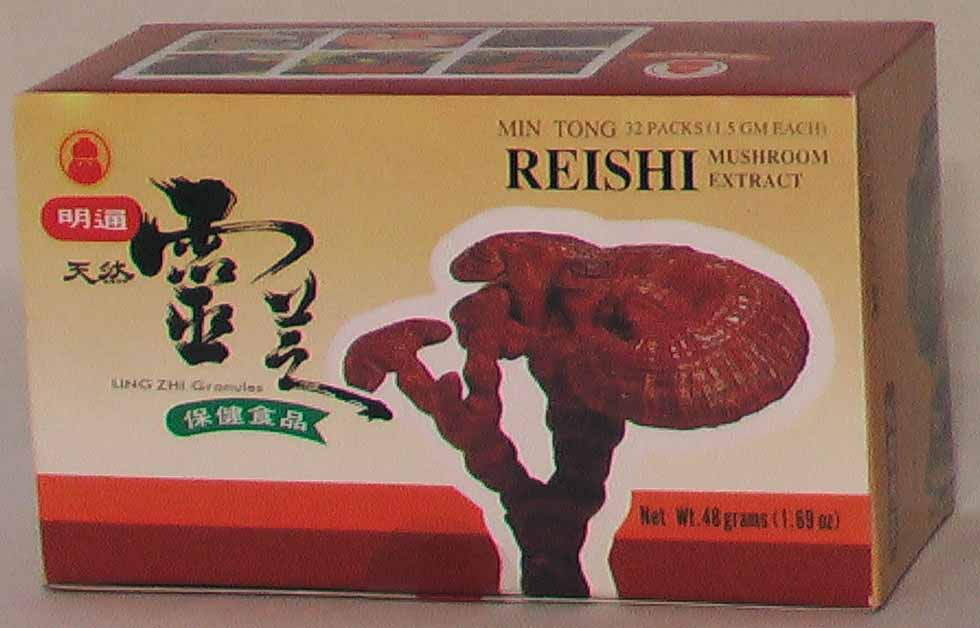 MIN TONG 32 PACKS (1.5 GM EACH)
REISHI MUSHROOM EXTRACT
明通
天然
靈芝
LING ZHI Granules
保健食品
Net Wt. 48 grams (1.69 oz)